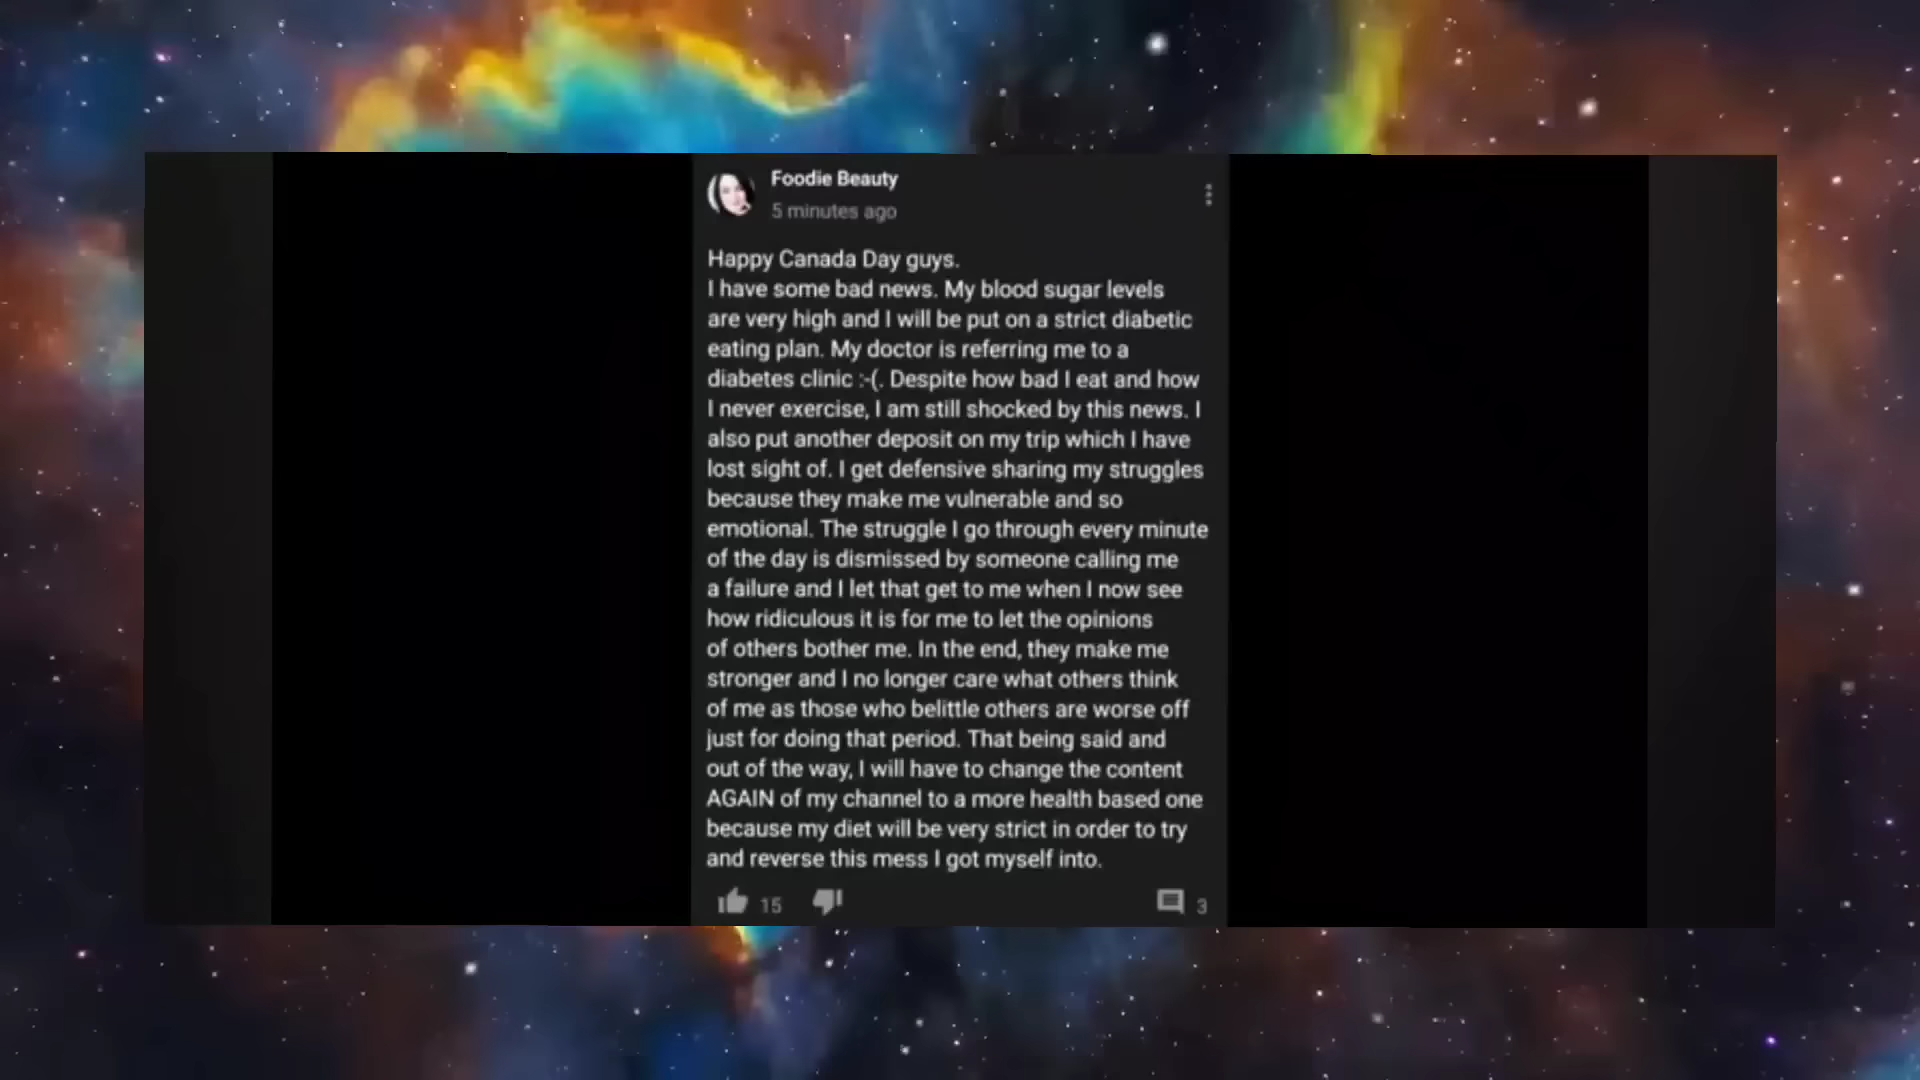 Foodie Beauty
5 minutes ago
Happy Canada Day guys.
I have some bad news. My blood sugar levels
are very high and I will be put on a strict diabetic
eating plan. My doctor is referring me to a
diabetes clinic :-(. Despite how bad I eat and how
I never exercise, I am still shocked by this news. I
also put another deposit on my trip which I have
lost sight of. I get defensive sharing my struggles
because they make me vulnerable and so
emotional. The struggle I go through every minute
of the day is dismissed by someone calling me
a failure and I let that get to me when I now see
how ridiculous it is for me to let the opinions
of others bother me. In the end, they make me
stronger and I no longer care what others think
of me as those who belittle others are worse off
just for doing that period. That being said and
out of the way, I will have to change the content
AGAIN of my channel to a more health based one
because my diet will be very strict in order to try
and reverse this mess I got myself into.
15 3